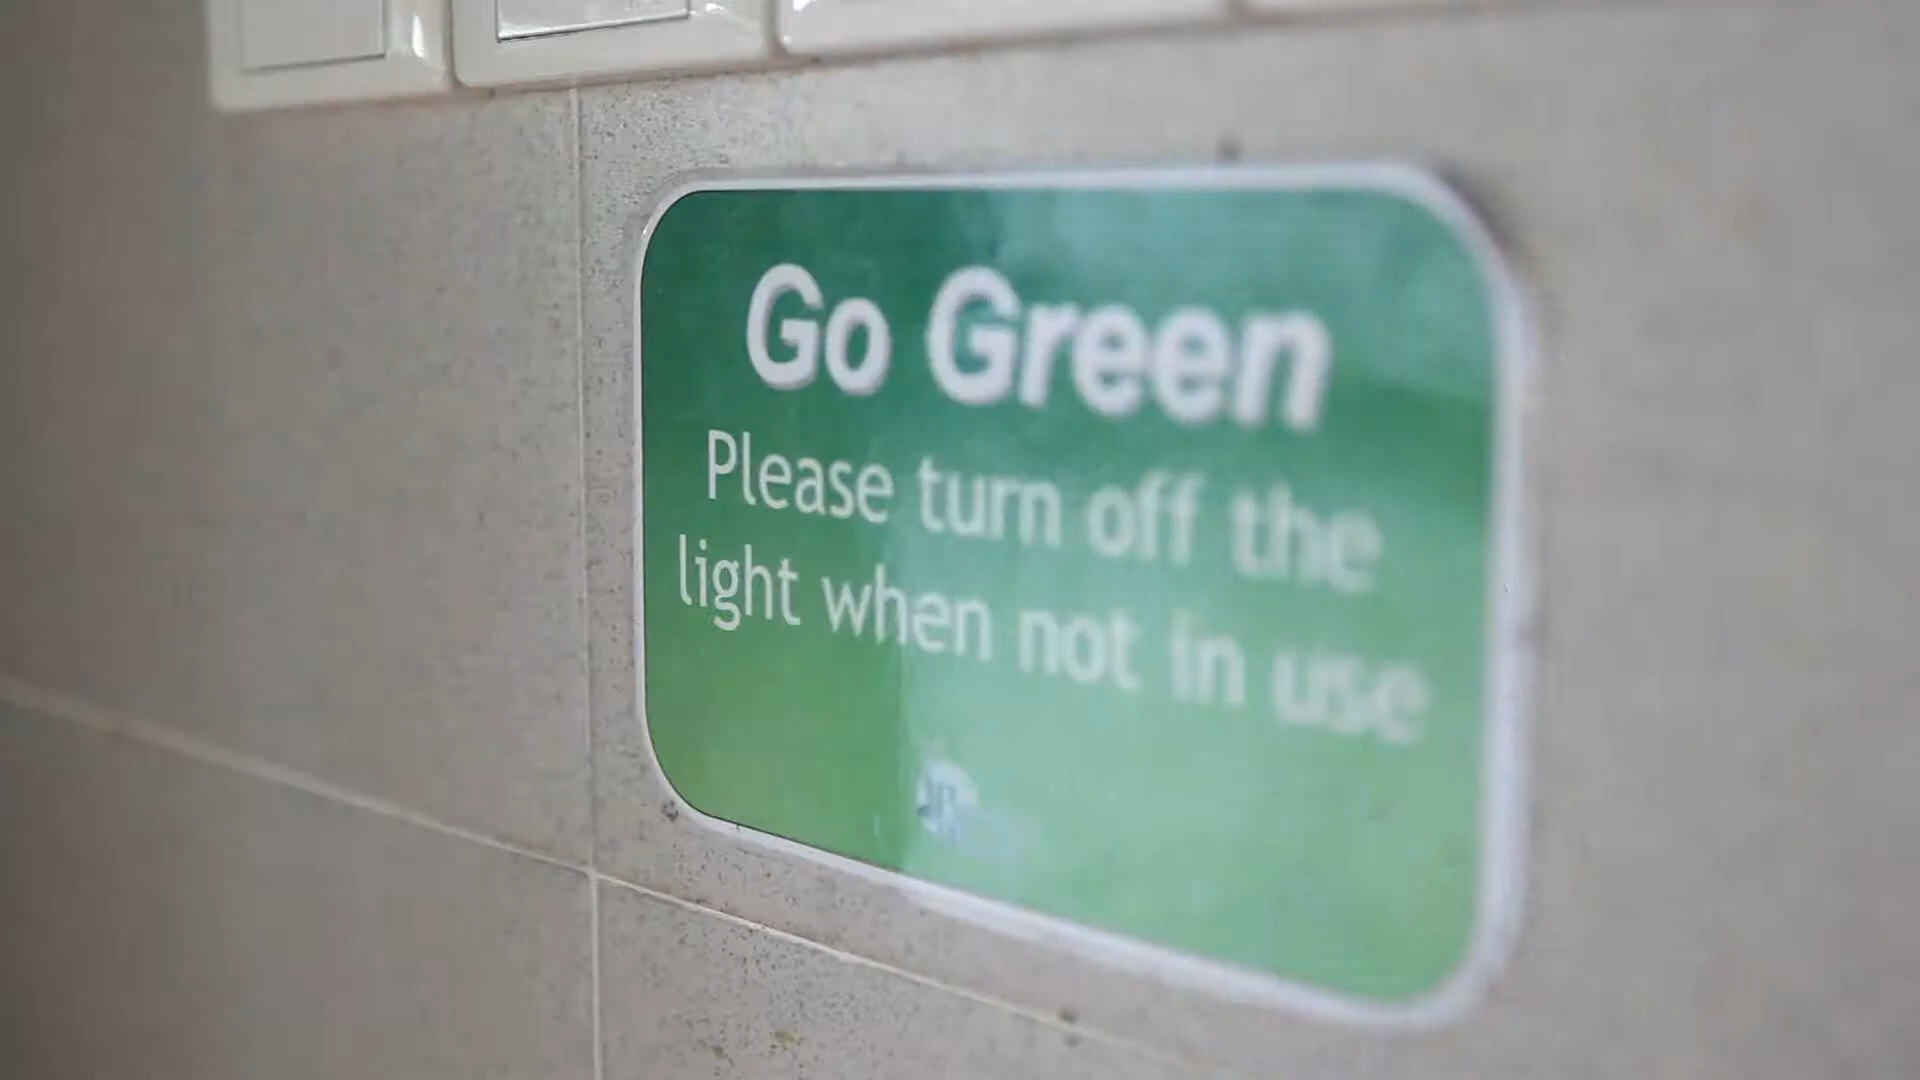 Go Green
Please turn off the
light when not in use